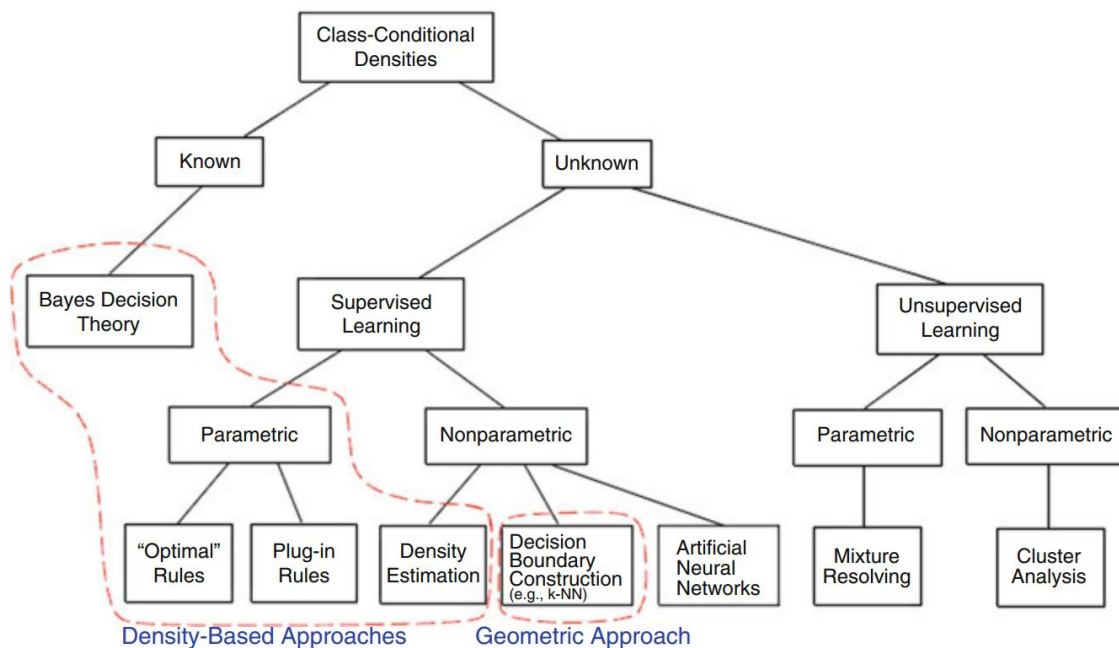 Class-Conditional
Densities
Known
Unknown
Bayes Decision
Theory
Supervised
Learning
Unsupervised
Learning
Parametric
Nonparametric
Parametric
Nonparametric
“Optimal”
Rules
Plug-in
Rules
Density
Estimation
Decision
Boundary
Construction
(e.g., k-NN)
Artificial
Neural
Networks
Mixture
Resolving
Cluster
Analysis
Density-Based Approaches
Geometric Approach